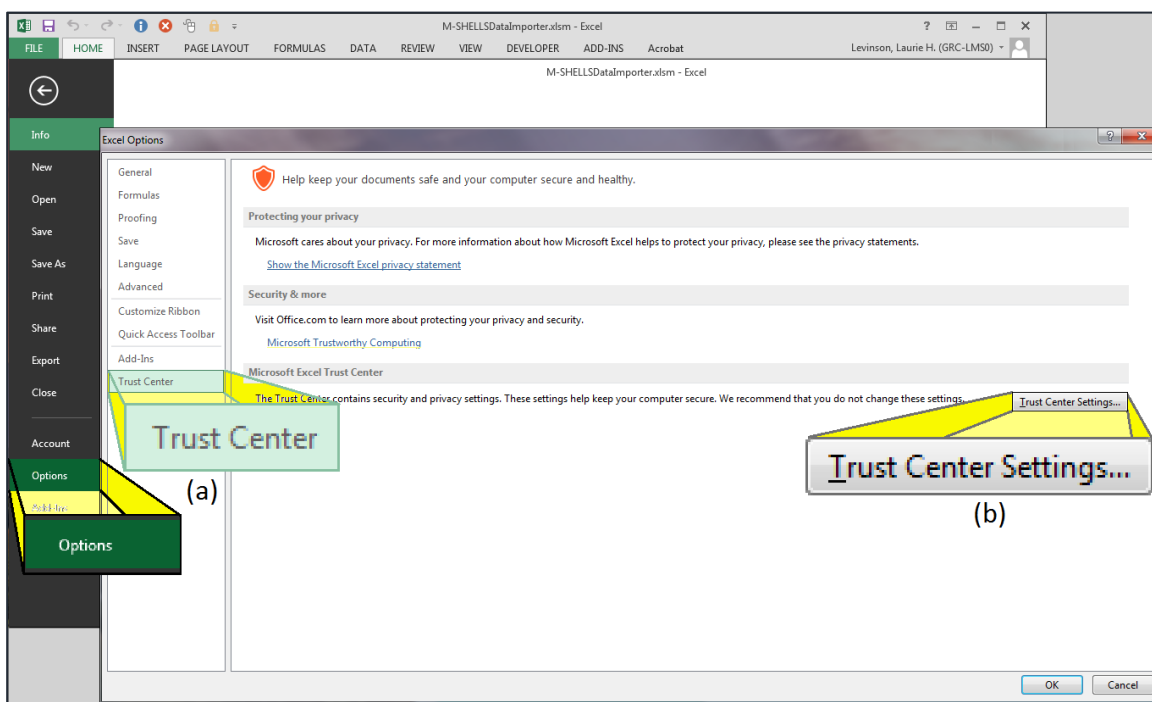 M-SHELLSDataImporter.xlsm - Excel
FILE HOME INSERT PAGE LAYOUT FORMULAS DATA REVIEW VIEW DEVELOPER ADD-INS Acrobat Levinson, Laurie H. (GRC-LMS0)
M-SHELLSDataImporter.xlsm - Excel
Info
New
Open
Save
Save As
Print
Share
Export
Close
Account
Options
Add-Ins
Options
Excel Options
General
Formulas
Proofing
Save
Language
Advanced
Customize Ribbon
Quick Access Toolbar
Add-Ins
Trust Center
Trust Center
(a)
Help keep your documents safe and your computer secure and healthy.
Protecting your privacy
Microsoft cares about your privacy. For more information about how Microsoft Excel helps to protect your privacy, please see the privacy statements.
Show the Microsoft Excel privacy statement
Security & more
Visit Office.com to learn more about protecting your privacy and security.
Microsoft Trustworthy Computing
Microsoft Excel Trust Center
The Trust Center contains security and privacy settings. These settings help keep your computer secure. We recommend that you do not change these settings.
Trust Center Settings...
Trust Center Settings...
(b)
OK Cancel